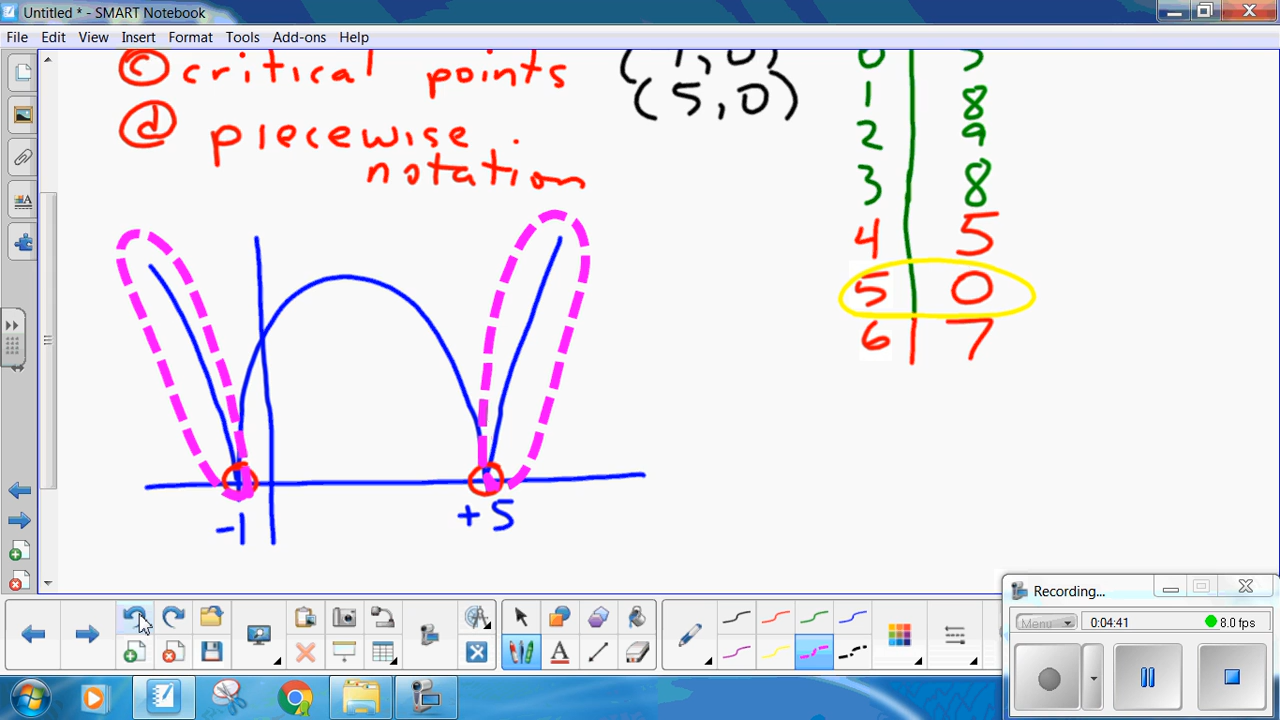 Untitled * - SMART Notebook
File Edit View Insert Format Tools Add-ons Help
ⓒ critical points
(5,0)
ⓓ piecewise notation
1 8
2 9
3 8
4 5
5 0
6 7
-1
+5
Recording...
Menu 0:04:41 8.0 fps